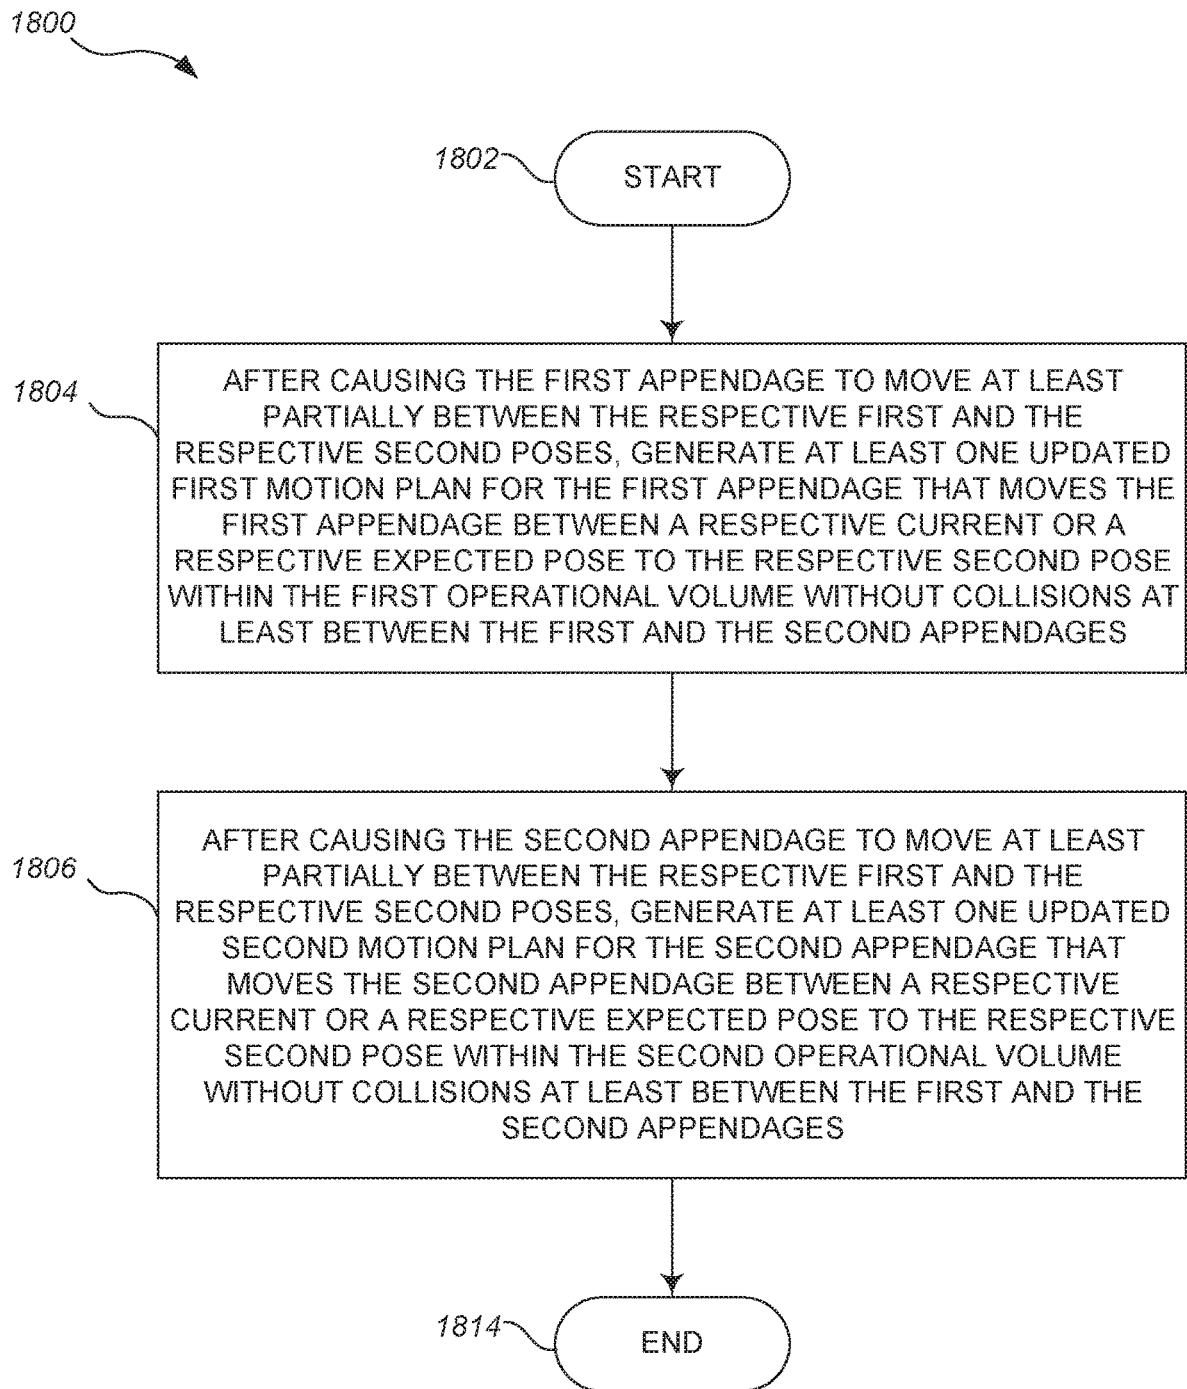 1800
1802
START
1804
AFTER CAUSING THE FIRST APPENDAGE TO MOVE AT LEAST
PARTIALLY BETWEEN THE RESPECTIVE FIRST AND THE
RESPECTIVE SECOND POSES, GENERATE AT LEAST ONE UPDATED
FIRST MOTION PLAN FOR THE FIRST APPENDAGE THAT MOVES THE
FIRST APPENDAGE BETWEEN A RESPECTIVE CURRENT OR A
RESPECTIVE EXPECTED POSE TO THE RESPECTIVE SECOND POSE
WITHIN THE FIRST OPERATIONAL VOLUME WITHOUT COLLISIONS AT
LEAST BETWEEN THE FIRST AND THE SECOND APPENDAGES
1806
AFTER CAUSING THE SECOND APPENDAGE TO MOVE AT LEAST
PARTIALLY BETWEEN THE RESPECTIVE FIRST AND THE
RESPECTIVE SECOND POSES, GENERATE AT LEAST ONE UPDATED
SECOND MOTION PLAN FOR THE SECOND APPENDAGE THAT
MOVES THE SECOND APPENDAGE BETWEEN A RESPECTIVE
CURRENT OR A RESPECTIVE EXPECTED POSE TO THE RESPECTIVE
SECOND POSE WITHIN THE SECOND OPERATIONAL VOLUME
WITHOUT COLLISIONS AT LEAST BETWEEN THE FIRST AND THE
SECOND APPENDAGES
1814
END